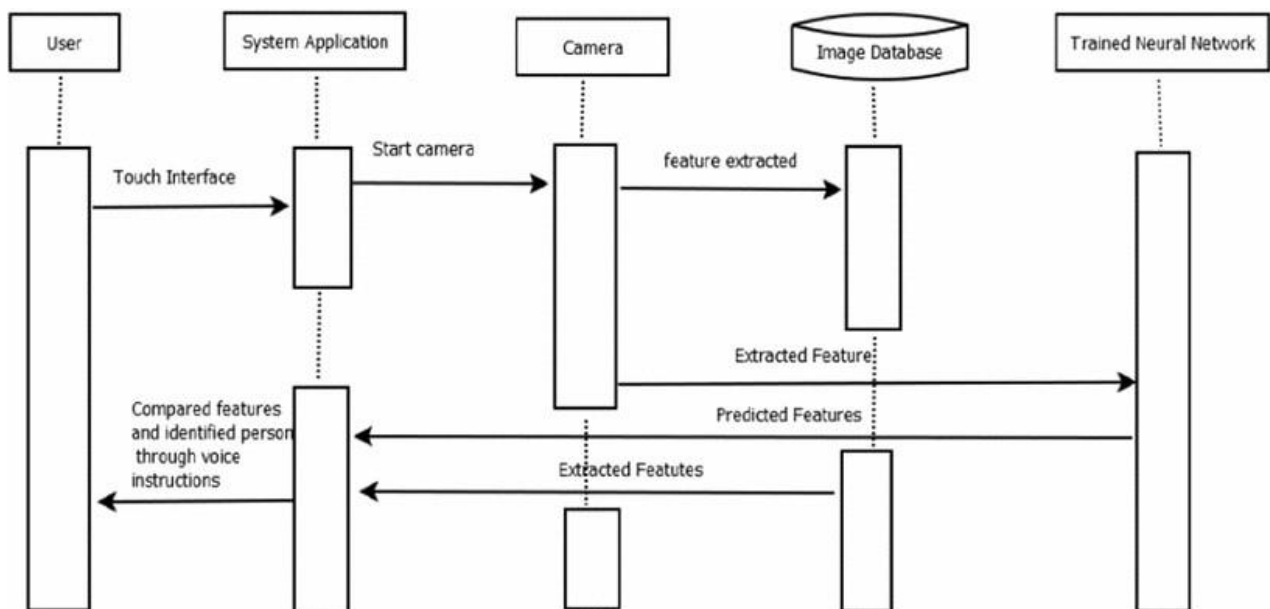 User
System Application
Camera
Image Database
Trained Neural Network
Start camera
feature extracted
Touch Interface
Extracted Feature
Compared features
and identified person
through voice
instructions
Predicted Features
Extracted Featutes